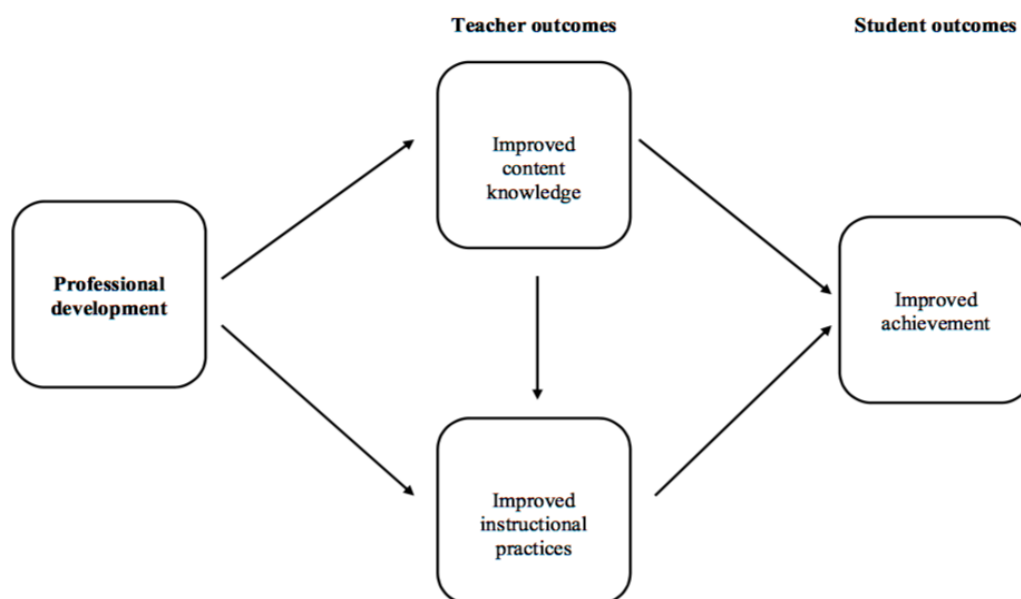 Teacher outcomes
Student outcomes
Improved
content
knowledge
Professional
development
Improved
achievement
Improved
instructional
practices